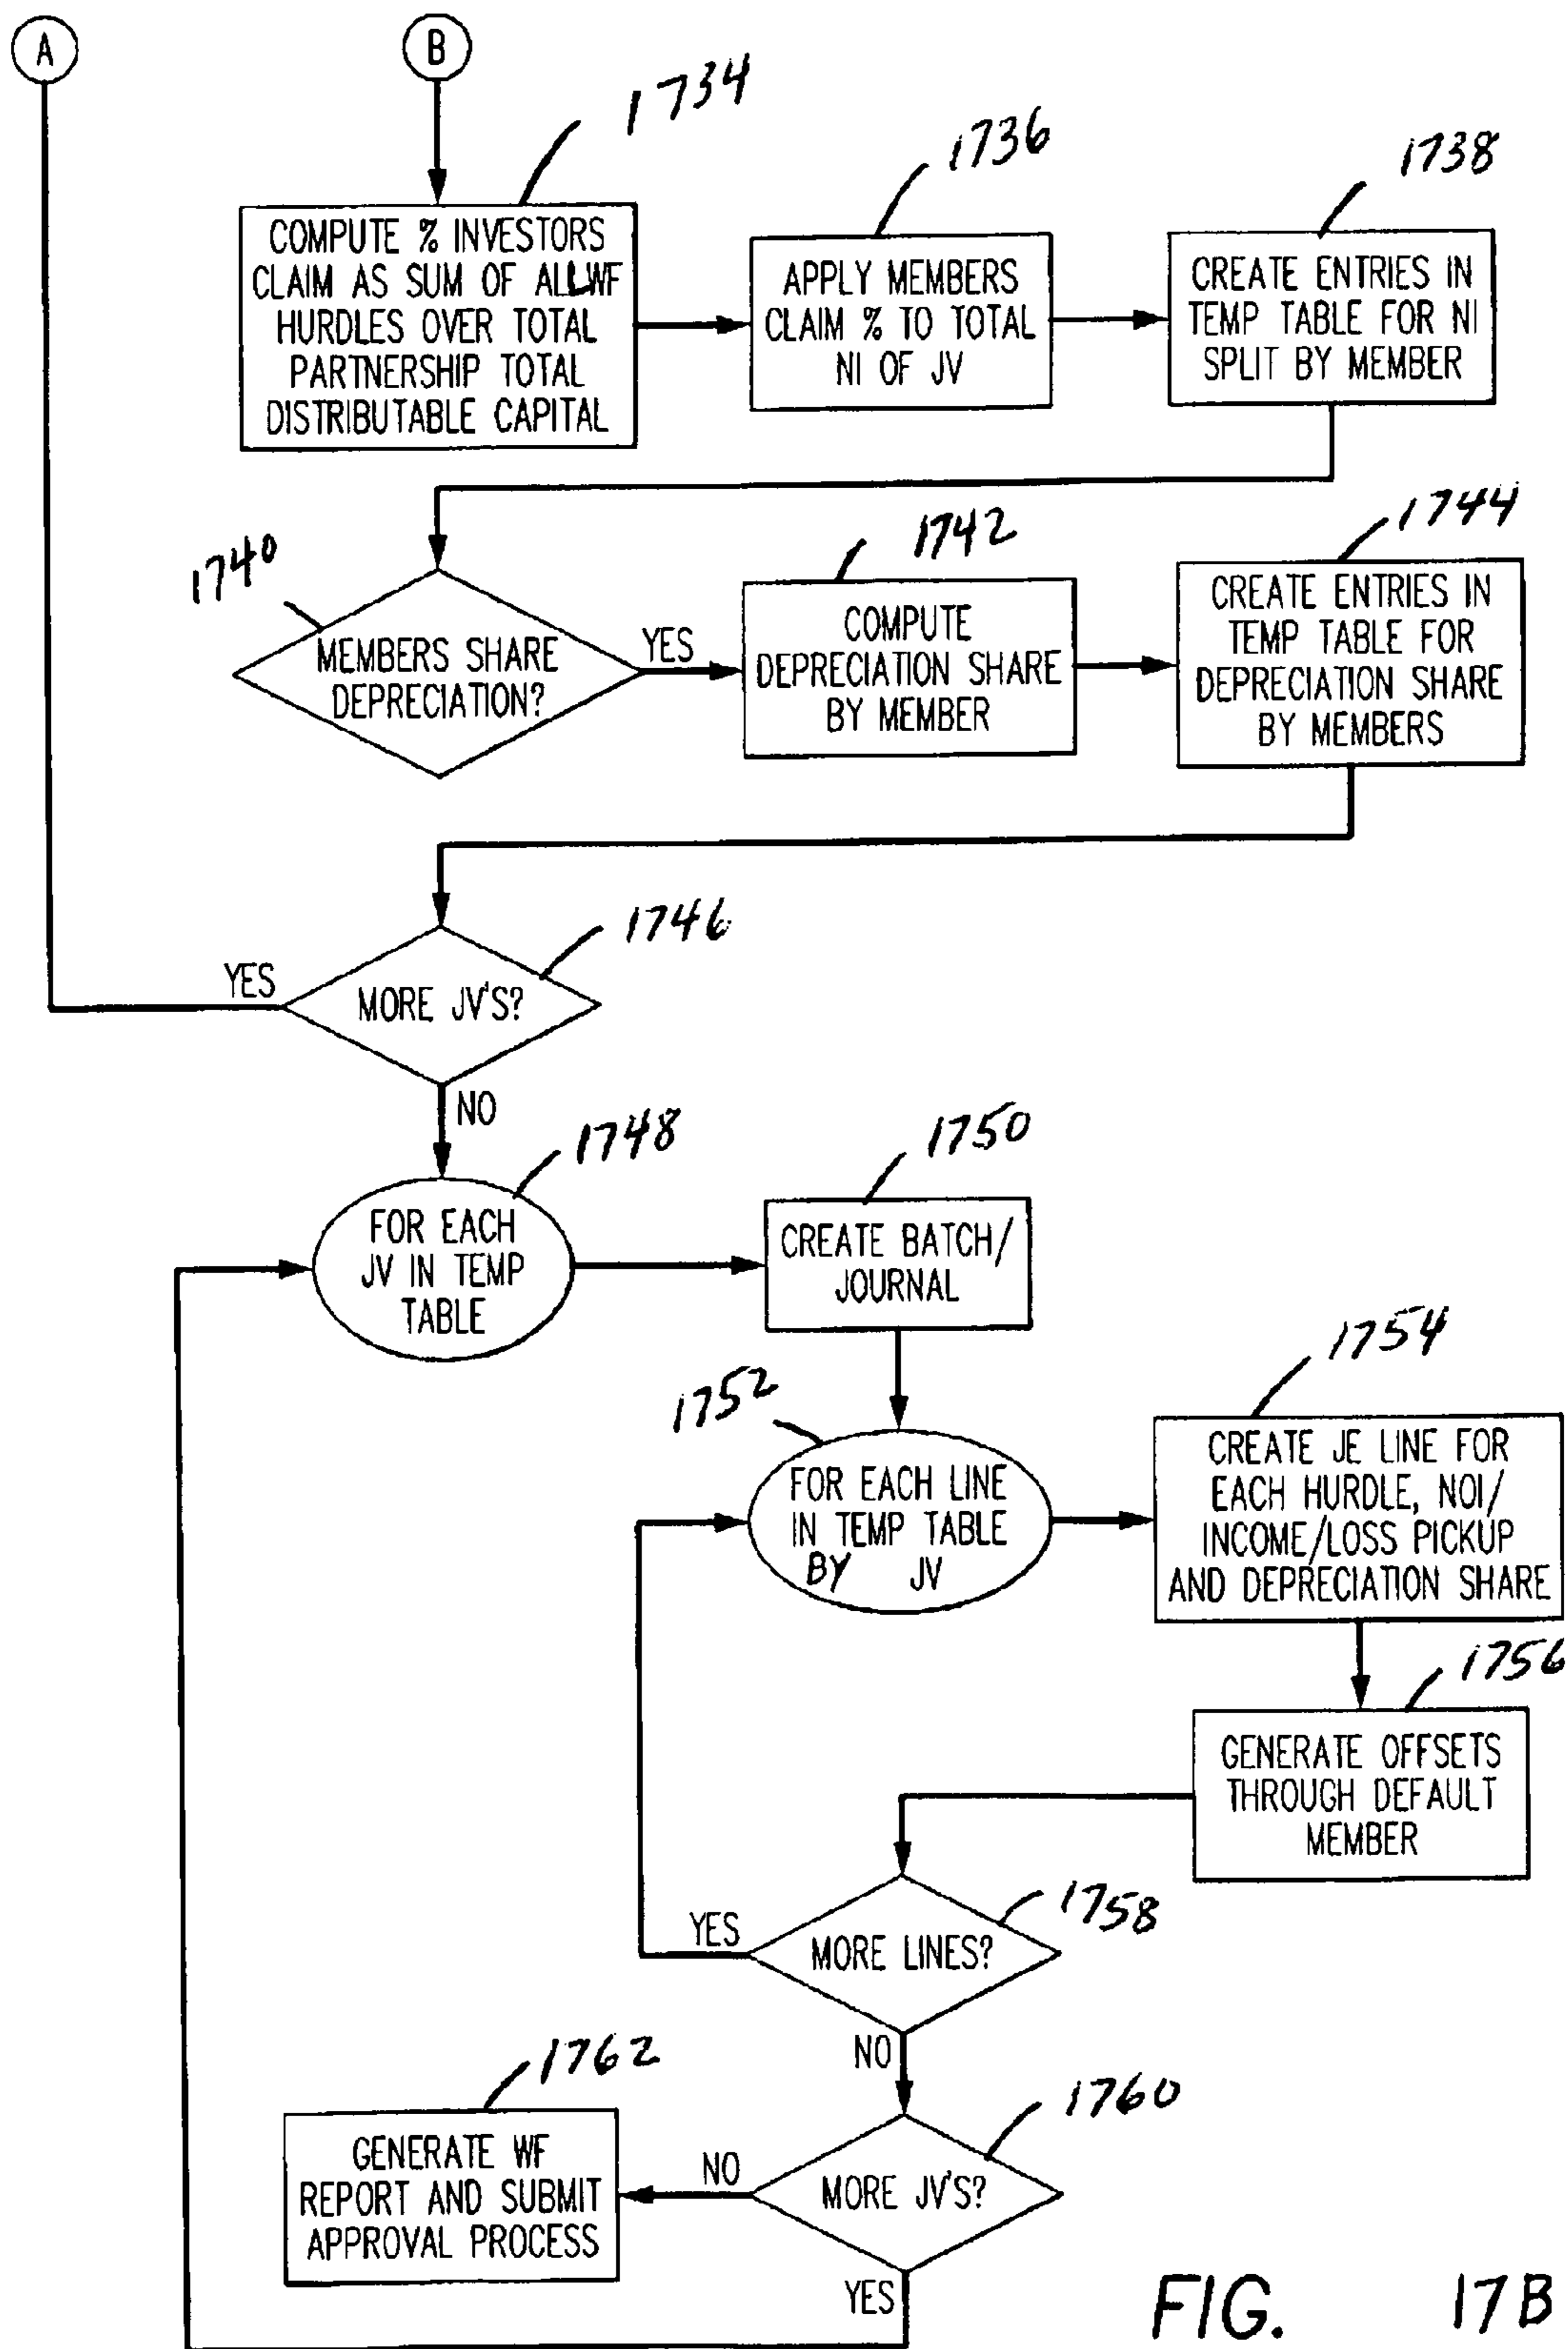 A
B
1734
1736
1738
COMPUTE % INVESTORS
CLAIM AS SUM OF ALL WF
HURDLES OVER TOTAL
PARTNERSHIP TOTAL
DISTRIBUTABLE CAPITAL
APPLY MEMBERS
CLAIM % TO TOTAL
NI OF JV
CREATE ENTRIES IN
TEMP TABLE FOR NI
SPLIT BY MEMBER
1740
1742
1744
MEMBERS SHARE
DEPRECIATION?
YES
COMPUTE
DEPRECIATION SHARE
BY MEMBER
CREATE ENTRIES IN
TEMP TABLE FOR
DEPRECIATION SHARE
BY MEMBERS
1746
YES
MORE JV'S?
NO
1748
1750
FOR EACH
JV IN TEMP
TABLE
CREATE BATCH/
JOURNAL
1752
1754
FOR EACH LINE
IN TEMP TABLE
BY JV
CREATE JE LINE FOR
EACH HURDLE, NOI/
INCOME/LOSS PICKUP
AND DEPRECIATION SHARE
1756
GENERATE OFFSETS
THROUGH DEFAULT
MEMBER
1758
YES
MORE LINES?
NO
1762
1760
GENERATE WF
REPORT AND SUBMIT
APPROVAL PROCESS
NO
MORE JV'S?
YES
FIG. 17B